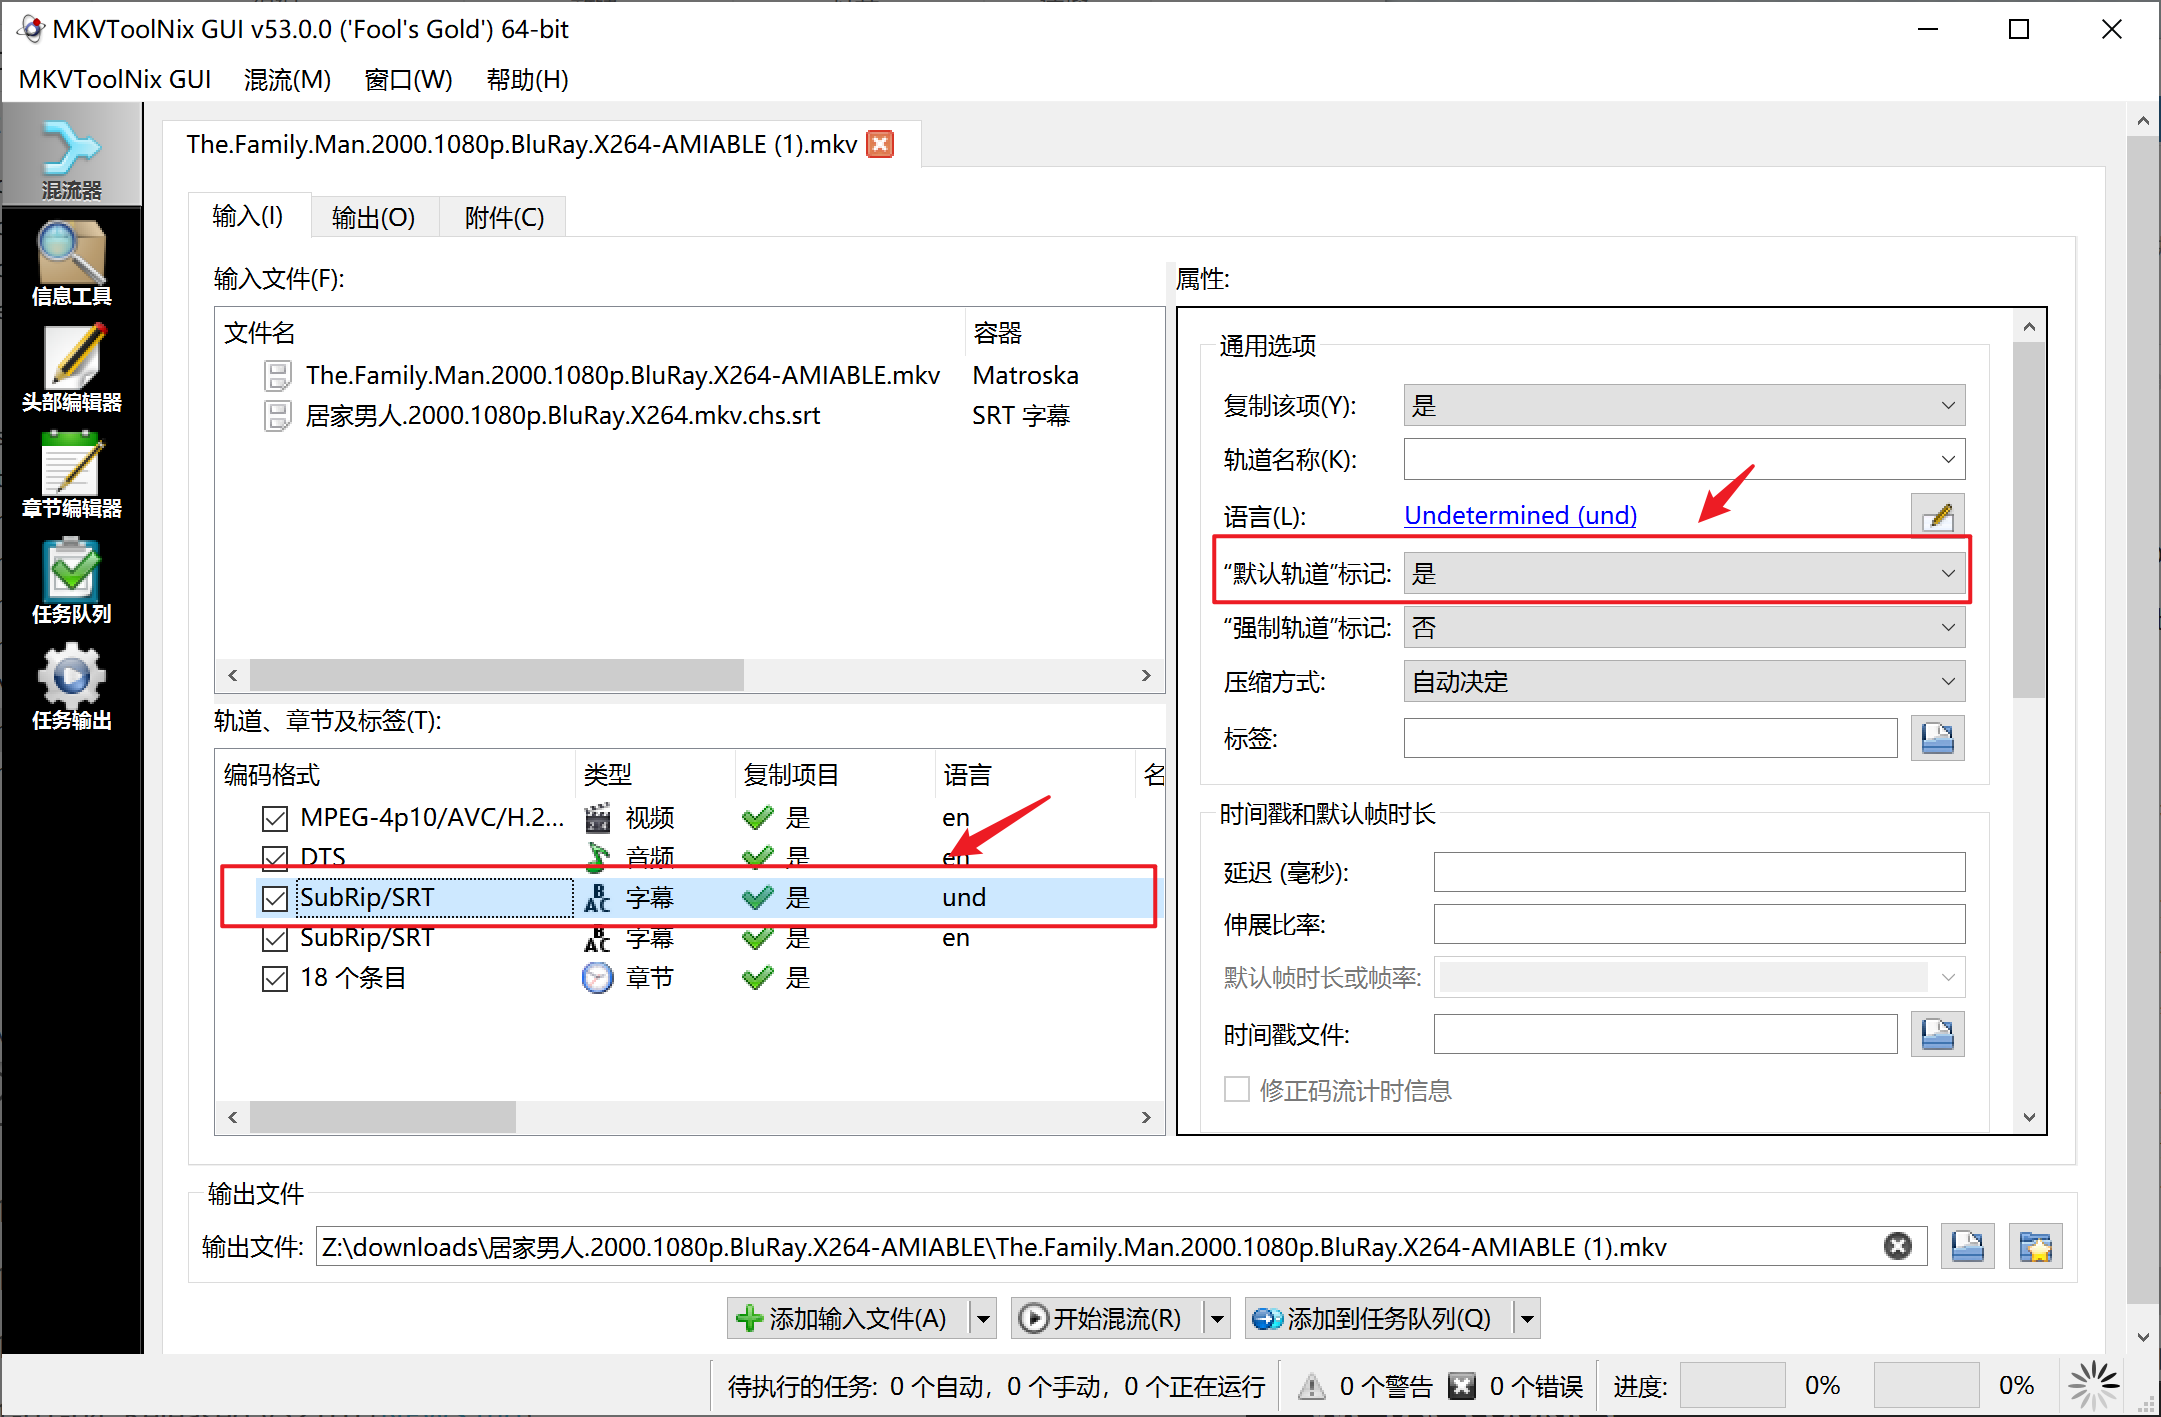 MKVToolNix GUI v53.0.0 ('Fool's Gold') 64-bit
MKVToolNix GUI 混流(M) 窗口(W) 帮助(H)
混流器
信息工具
头部编辑器
章节编辑器
任务队列
任务输出
The.Family.Man.2000.1080p.BluRay.X264-AMIABLE (1).mkv
输入(I) 输出(O) 附件(C)
输入文件(F):
文件名 容器
The.Family.Man.2000.1080p.BluRay.X264-AMIABLE.mkv Matroska
居家男人.2000.1080p.BluRay.X264.mkv.chs.srt SRT 字幕
轨道、章节及标签(T):
编码格式 类型 复制项目 语言 名
MPEG-4p10/AVC/H.2... 视频 是 en
DTS 音频 是 en
SubRip/SRT 字幕 是 und
SubRip/SRT 字幕 是 en
18 个条目 章节 是
属性:
通用选项
复制该项(Y): 是
轨道名称(K):
语言(L): Undetermined (und)
“默认轨道”标记: 是
“强制轨道”标记: 否
压缩方式: 自动决定
标签:
时间戳和默认帧时长
延迟 (毫秒):
伸展比率:
默认帧时长或帧率:
时间戳文件:
修正码流计时信息
输出文件
输出文件: Z:\downloads\居家男人.2000.1080p.BluRay.X264-AMIABLE\The.Family.Man.2000.1080p.BluRay.X264-AMIABLE (1).mkv
添加输入文件(A) 开始混流(R) 添加到任务队列(Q)
待执行的任务: 0 个自动，0 个手动，0 个正在运行 0 个警告 0 个错误 进度: 0% 0%